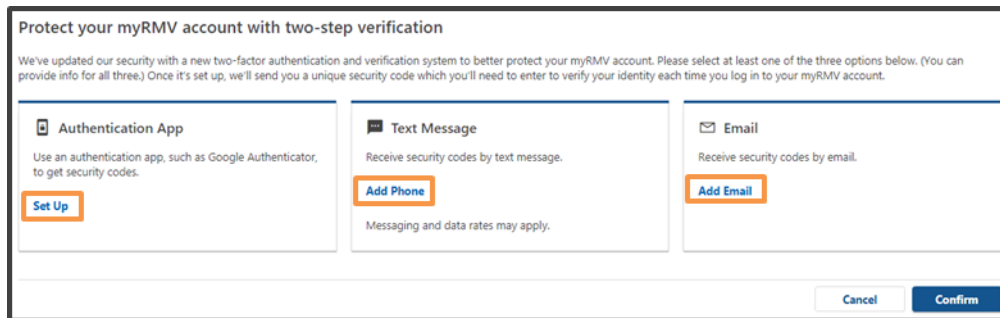 Protect your myRMV account with two-step verification
We've updated our security with a new two-factor authentication and verification system to better protect your myRMV account. Please select at least one of the three options below. (You can
provide info for all three.) Once it's set up, we'll send you a unique security code which you'll need to enter to verify your identity each time you log in to your myRMV account.
Authentication App
Use an authentication app, such as Google Authenticator,
to get security codes.
Set Up
Text Message
Receive security codes by text message.
Add Phone
Messaging and data rates may apply.
Email
Receive security codes by email.
Add Email
Cancel
Confirm